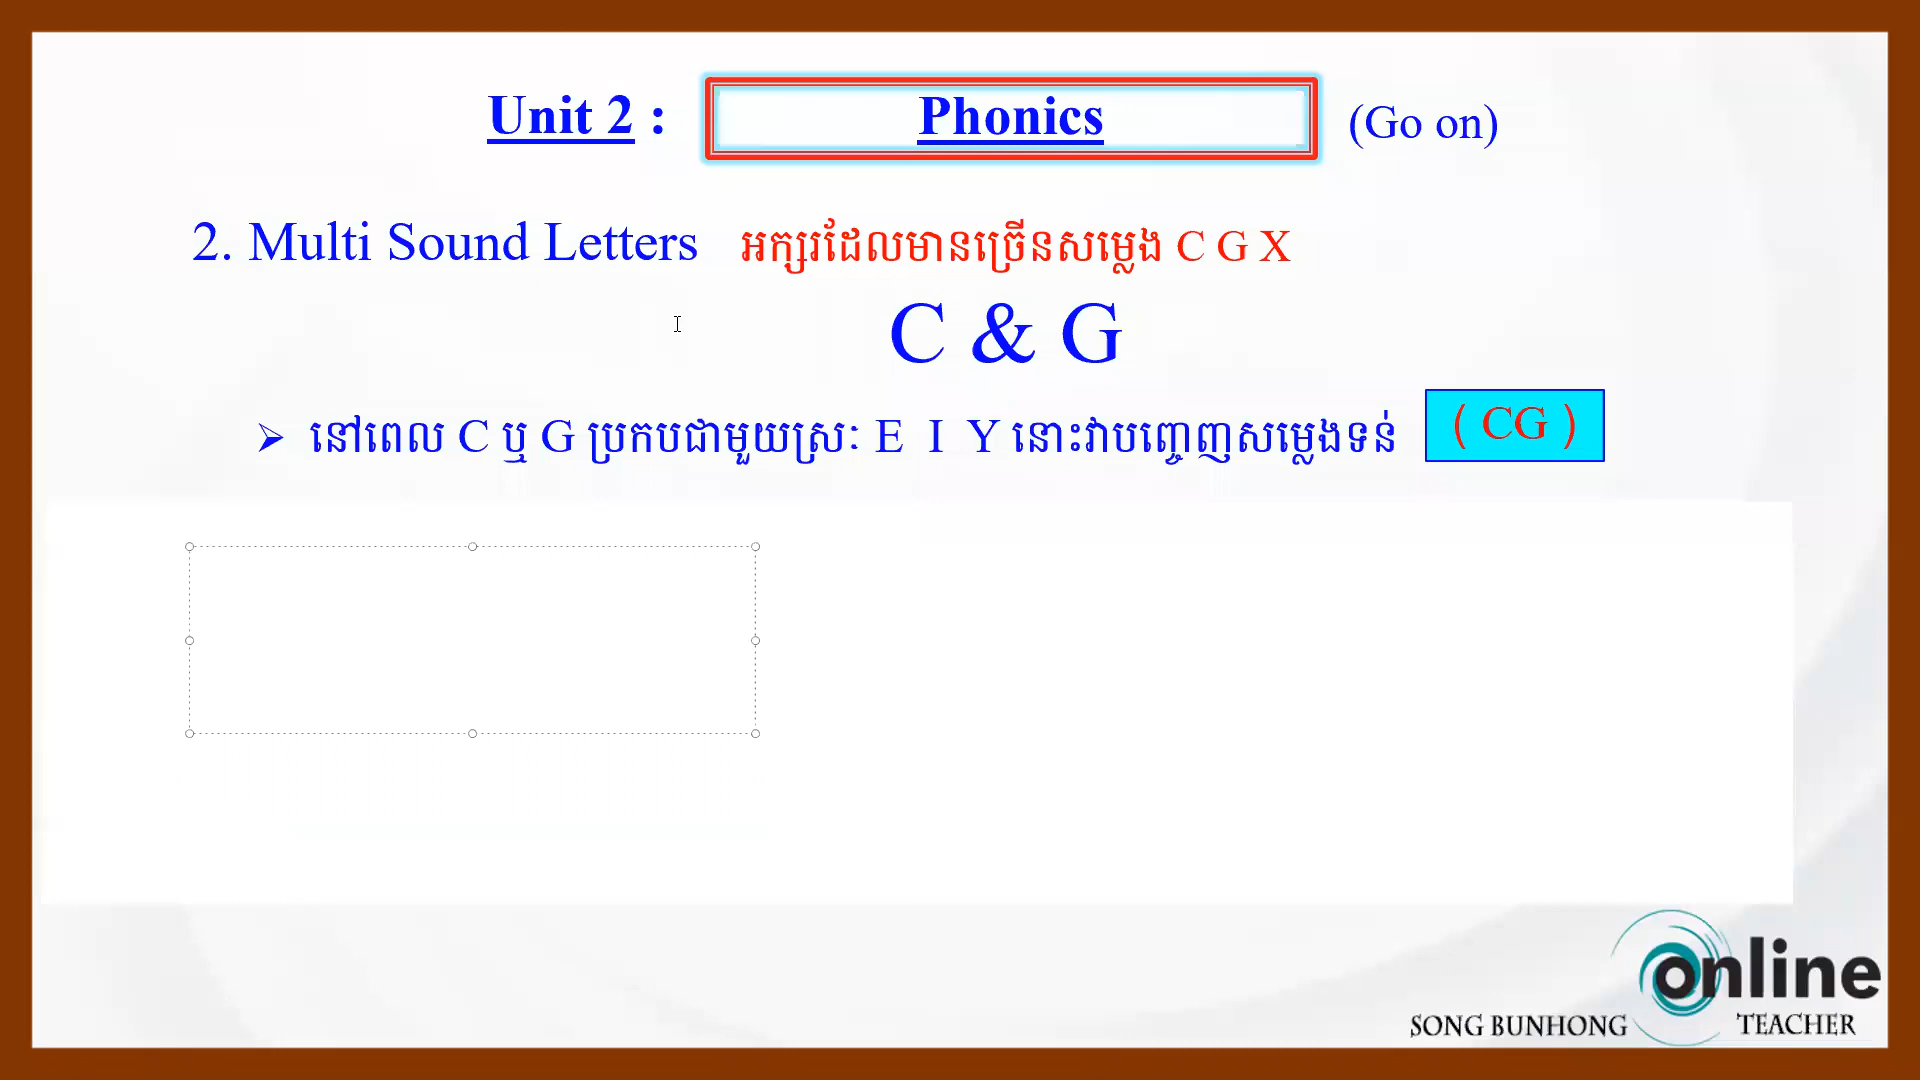 Unit 2 : Phonics (Go on)
2. Multi Sound Letters អក្សរដែលមានច្រើនសម្លេង C G X
C & G
➢ នៅពេល C ឬ G ប្រកបជាមួយស្រៈ E I Y នោះវាបញ្ចេញសម្លេងទន់ ( CG )
online
SONG BUNHONG TEACHER